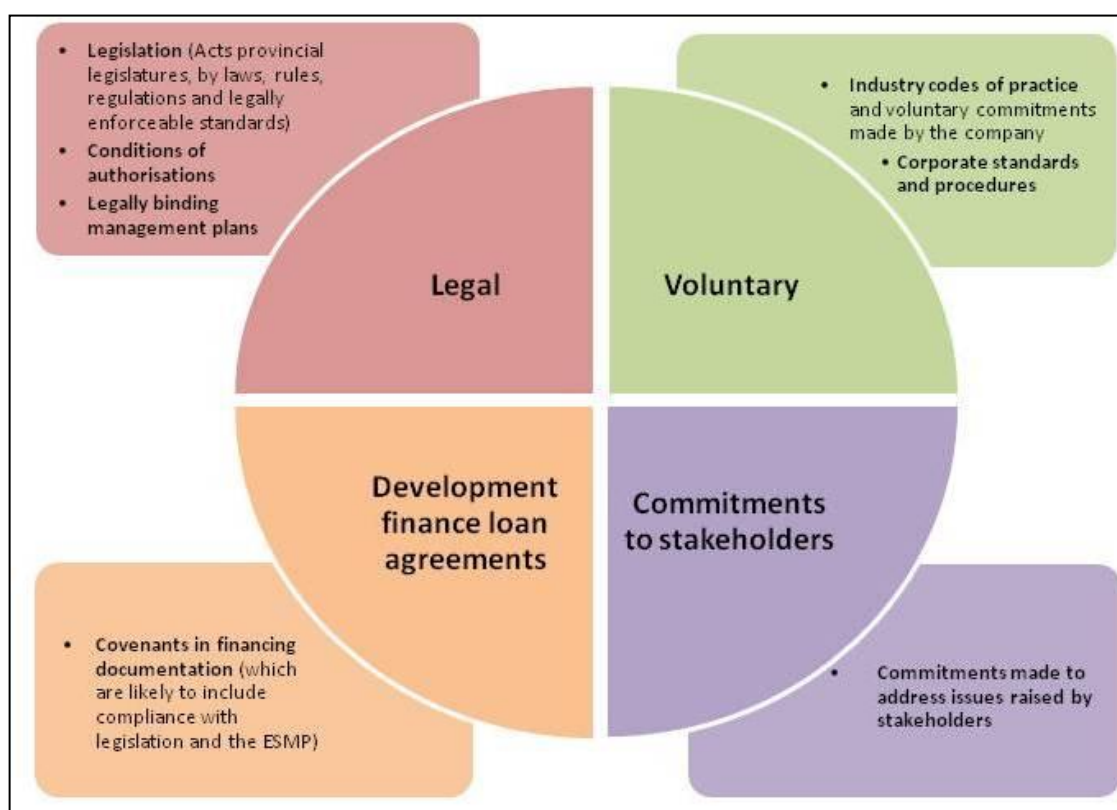 • Legislation (Acts provincial
legislatures, by laws, rules,
regulations and legally
enforceable standards)
• Conditions of
authorisations
• Legally binding
management plans
• Industry codes of practice
and voluntary commitments
made by the company
• Corporate standards
and procedures
Legal
Voluntary
Development
finance loan
agreements
Commitments
to stakeholders
• Covenants in financing
documentation (which
are likely to include
compliance with
legislation and the ESMP)
• Commitments made to
address issues raised by
stakeholders